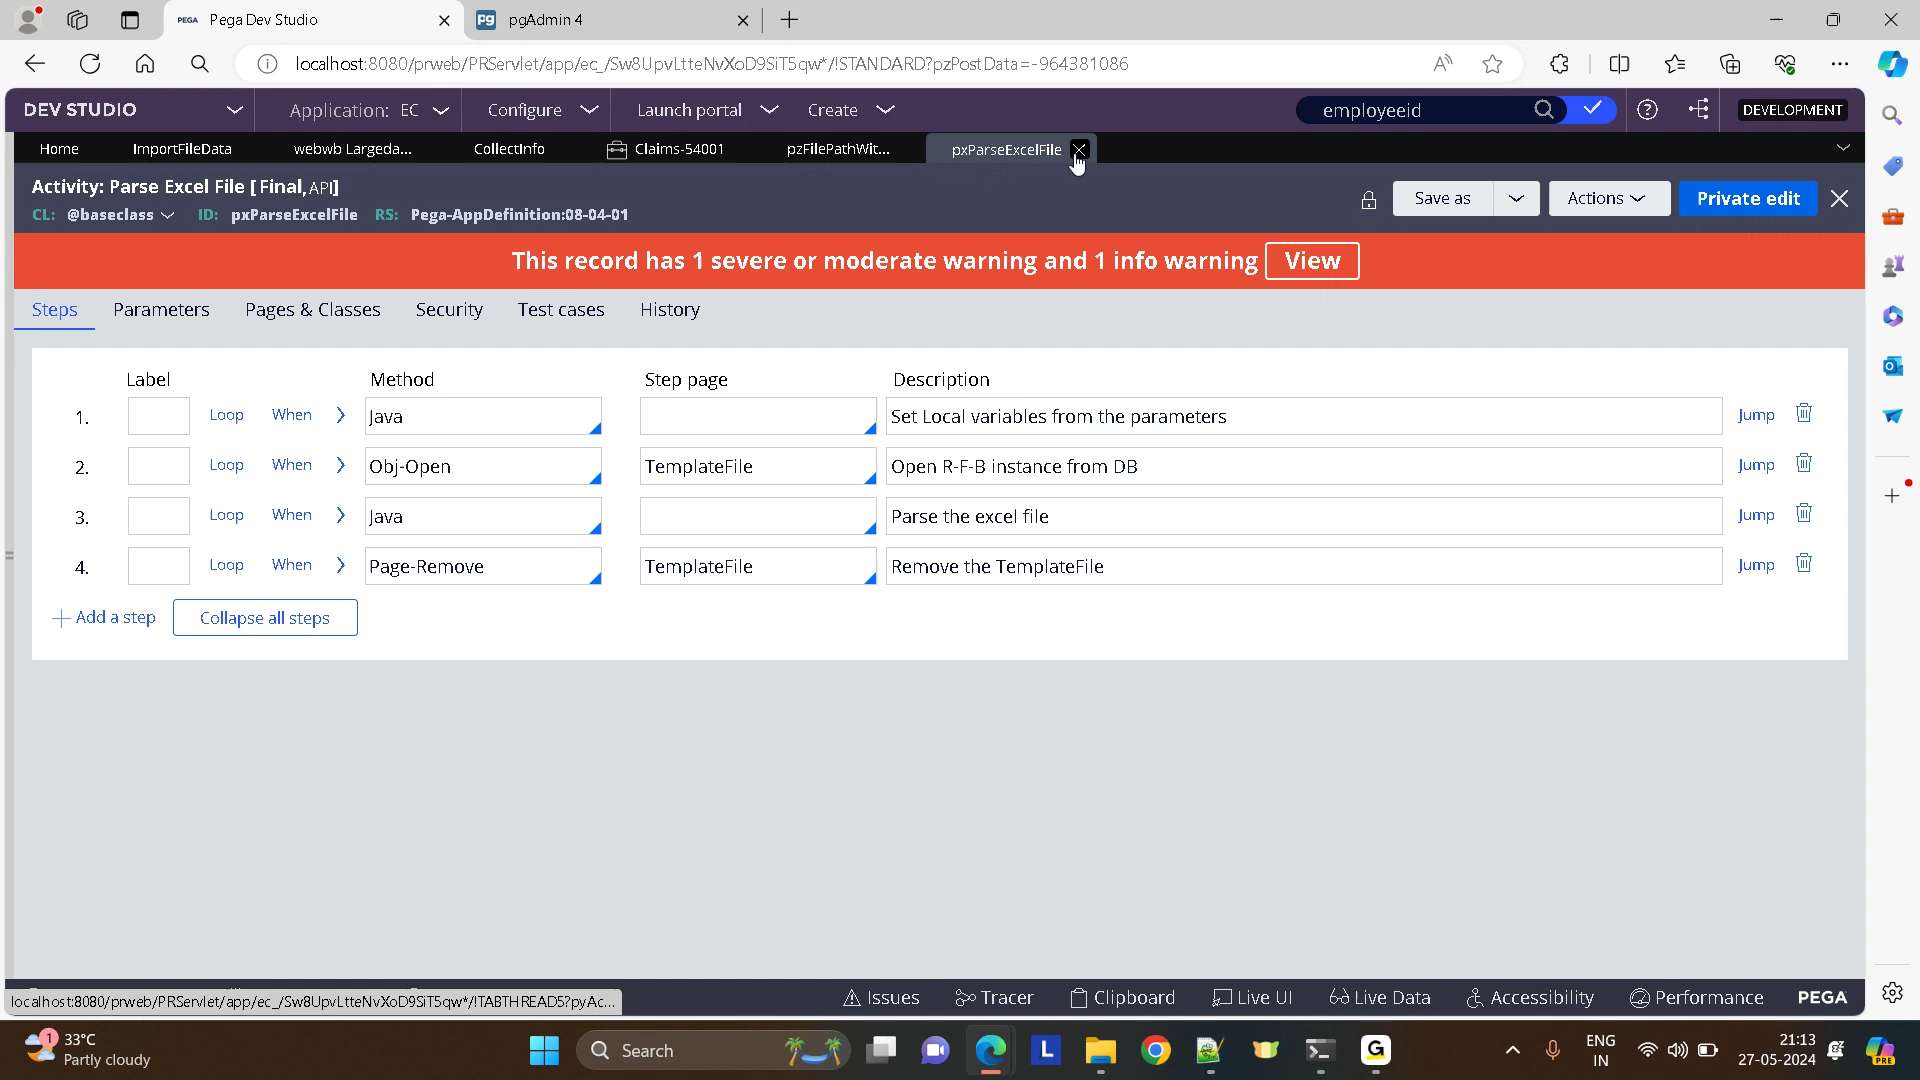 PEGA Pega Dev Studio
Pg pgAdmin 4
localhost:8080/prweb/PRServlet/app/ec_/Sw8UpvLtteNvXoD9SiT5qw*/!STANDARD?pzPostData=-964381086
DEV STUDIO Application: EC Configure Launch portal Create employeeid DEVELOPMENT
Home ImportFileData webwb Largeda... CollectInfo Claims-54001 pzFilePathWit... pxParseExcelFile
Activity: Parse Excel File [Final,API]
CL: @baseclass ID: pxParseExcelFile RS: Pega-AppDefinition:08-04-01
Save as Actions Private edit
This record has 1 severe or moderate warning and 1 info warning View
Steps Parameters Pages & Classes Security Test cases History
Label Method Step page Description
1. Loop When Java Set Local variables from the parameters Jump
2. Loop When Obj-Open TemplateFile Open R-F-B instance from DB Jump
3. Loop When Java Parse the excel file Jump
4. Loop When Page-Remove TemplateFile Remove the TemplateFile Jump
Add a step Collapse all steps
localhost:8080/prweb/PRServlet/app/ec_/Sw8UpvLtteNvXoD9SiT5qw*/!TABTHREAD5?pyAc...
Issues Tracer Clipboard Live UI Live Data Accessibility Performance PEGA
1 33°C
Partly cloudy
Search
L
G
ENG
IN
21:13
27-05-2024
PRE